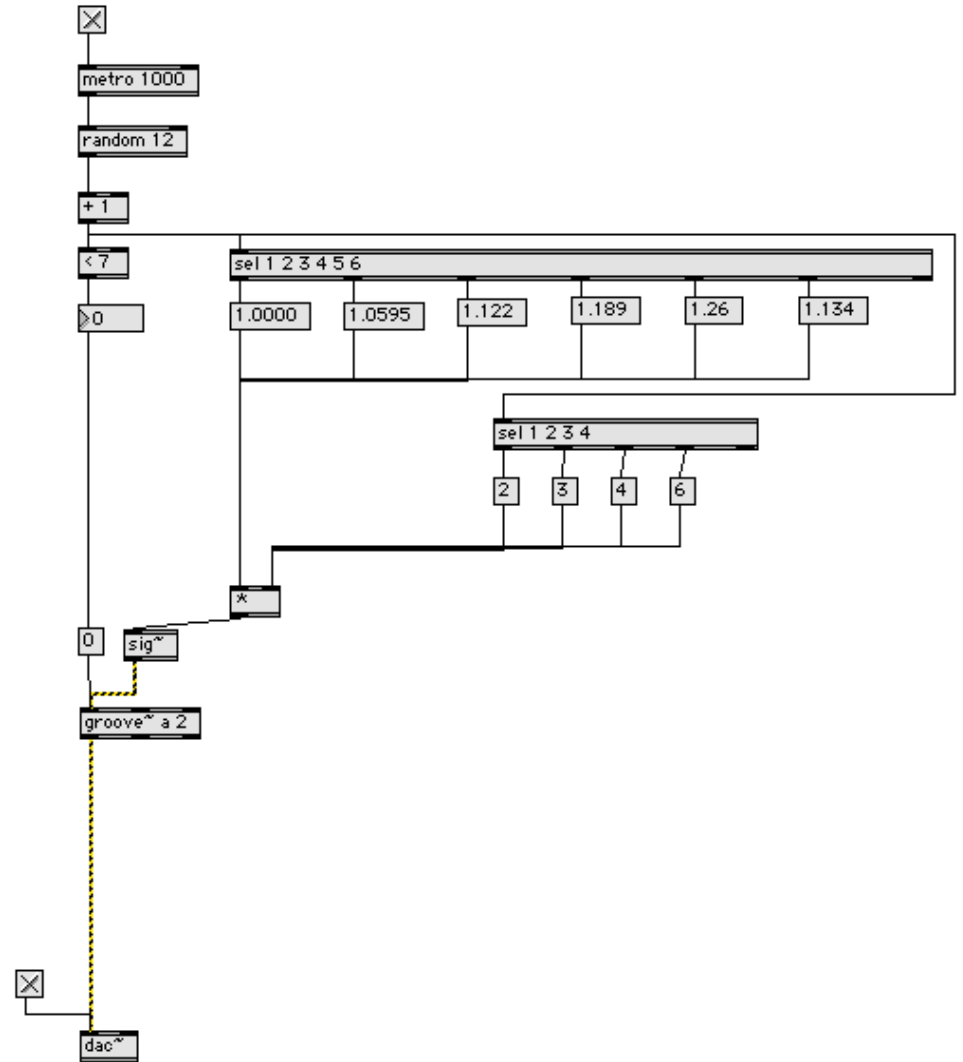 metro 1000
random 12
+ 1
< 7
sel 1 2 3 4 5 6
0
1.0000
1.0595
1.122
1.189
1.26
1.134
sel 1 2 3 4
2
3
4
6
*
0
sig~
groove~ a 2
dac~